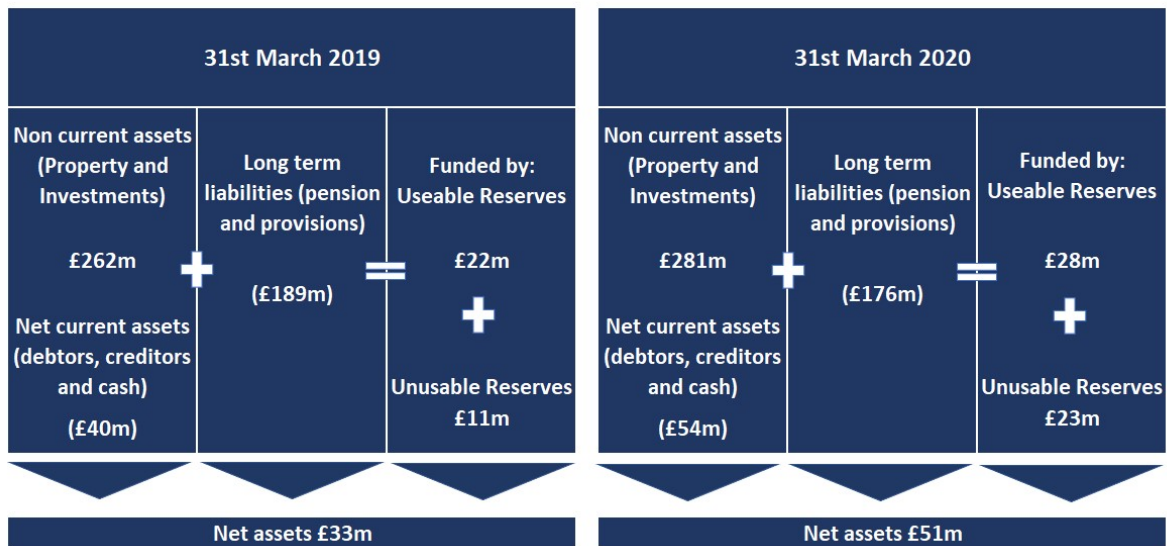 31st March 2019
Non current assets
(Property and
Investments)
£262m
Net current assets
(debtors, creditors
and cash)
(£40m)
+
Long term
liabilities (pension
and provisions)
(£189m)
=
Funded by:
Useable Reserves
£22m
+
Unusable Reserves
£11m
Net assets £33m
31st March 2020
Non current assets
(Property and
Investments)
£281m
Net current assets
(debtors, creditors
and cash)
(£54m)
+
Long term
liabilities (pension
and provisions)
(£176m)
=
Funded by:
Useable Reserves
£28m
+
Unusable Reserves
£23m
Net assets £51m